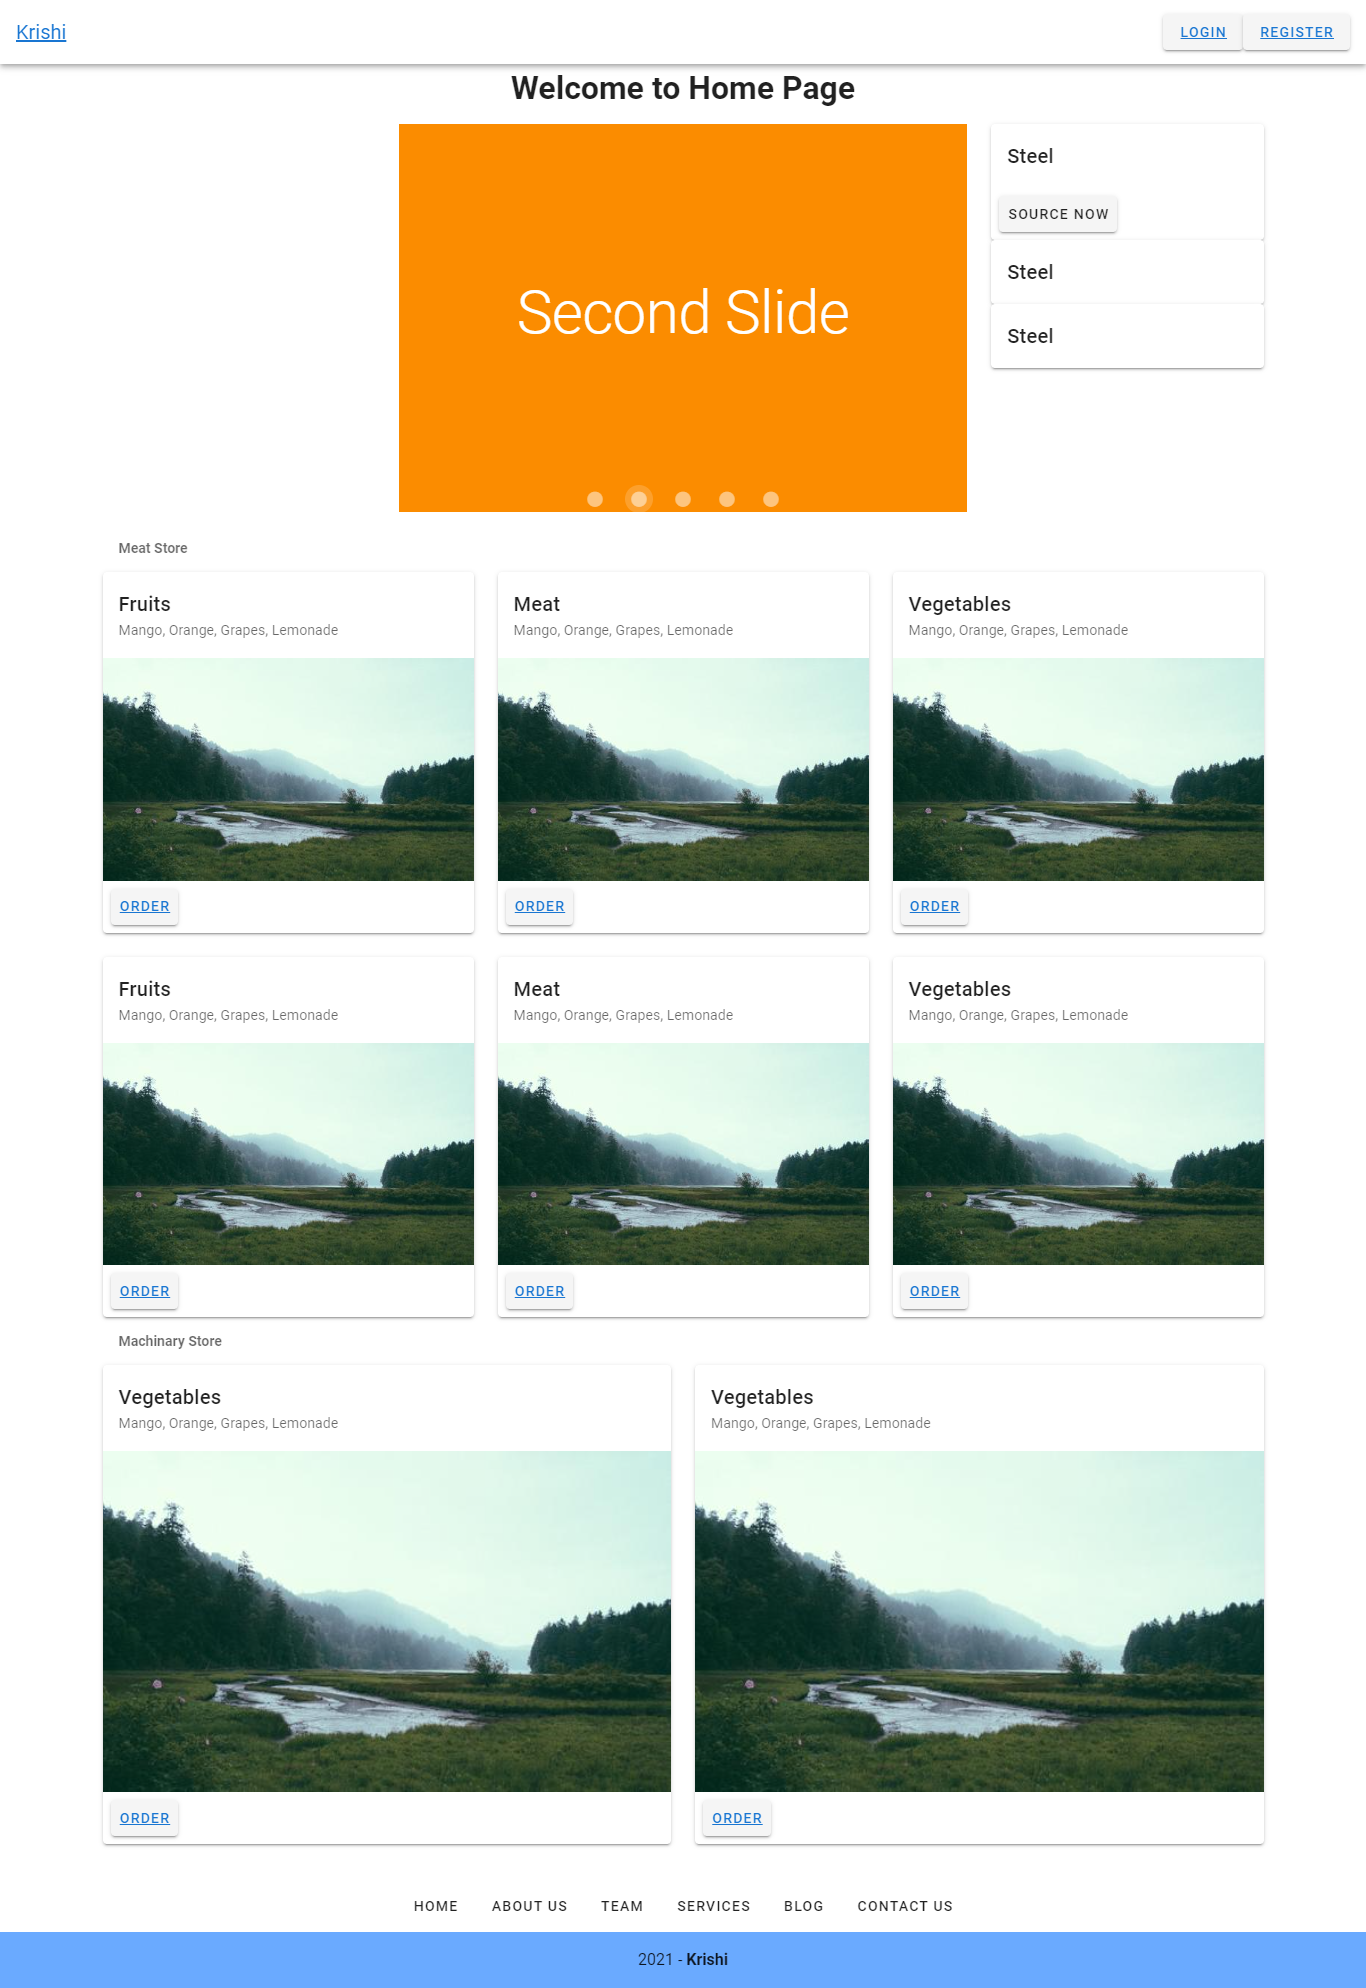 Krishi
LOGIN
REGISTER
Welcome to Home Page
Second Slide
Steel
SOURCE NOW
Steel
Steel
Meat Store
Fruits
Mango, Orange, Grapes, Lemonade
ORDER
Meat
Mango, Orange, Grapes, Lemonade
ORDER
Vegetables
Mango, Orange, Grapes, Lemonade
ORDER
Fruits
Mango, Orange, Grapes, Lemonade
ORDER
Meat
Mango, Orange, Grapes, Lemonade
ORDER
Vegetables
Mango, Orange, Grapes, Lemonade
ORDER
Machinary Store
Vegetables
Mango, Orange, Grapes, Lemonade
ORDER
Vegetables
Mango, Orange, Grapes, Lemonade
ORDER
HOME ABOUT US TEAM SERVICES BLOG CONTACT US
2021 - Krishi